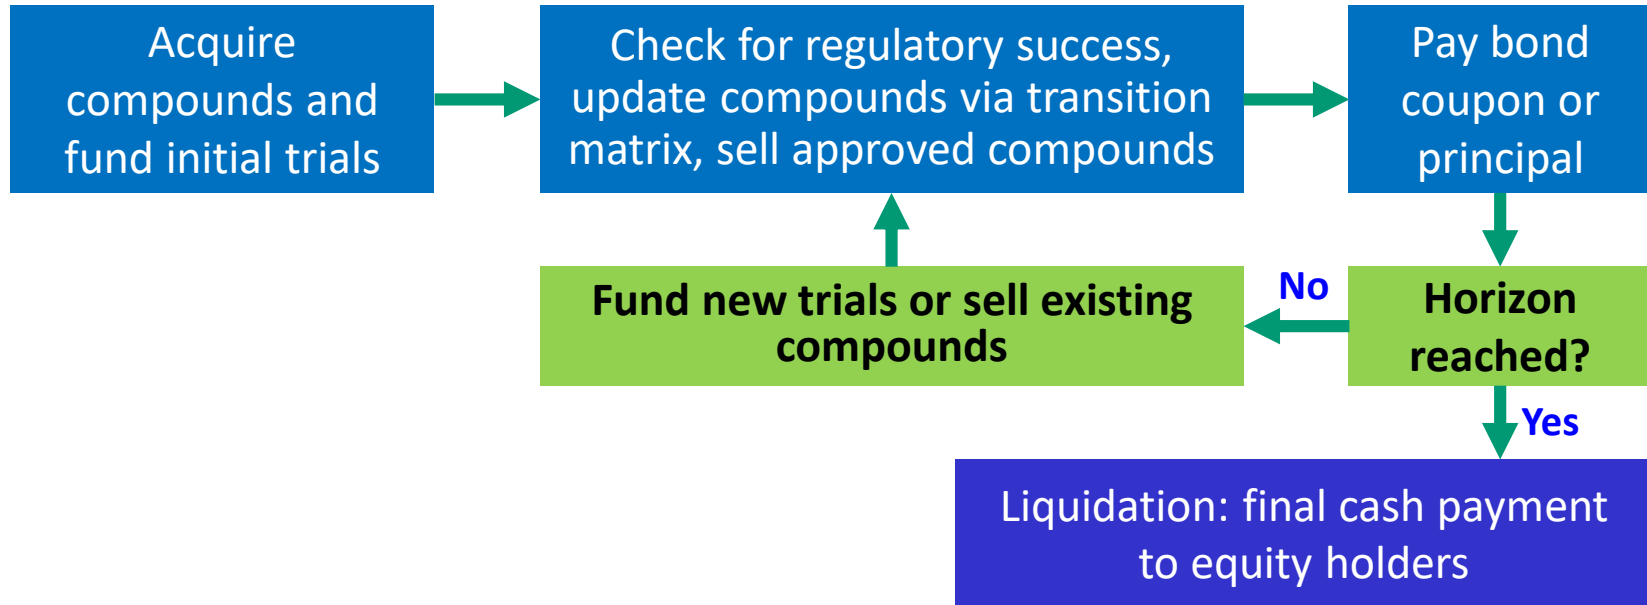 Acquire
compounds and
fund initial trials
Check for regulatory success,
update compounds via transition
matrix, sell approved compounds
Pay bond
coupon or
principal
Fund new trials or sell existing
compounds
No
Horizon
reached?
Yes
Liquidation: final cash payment
to equity holders